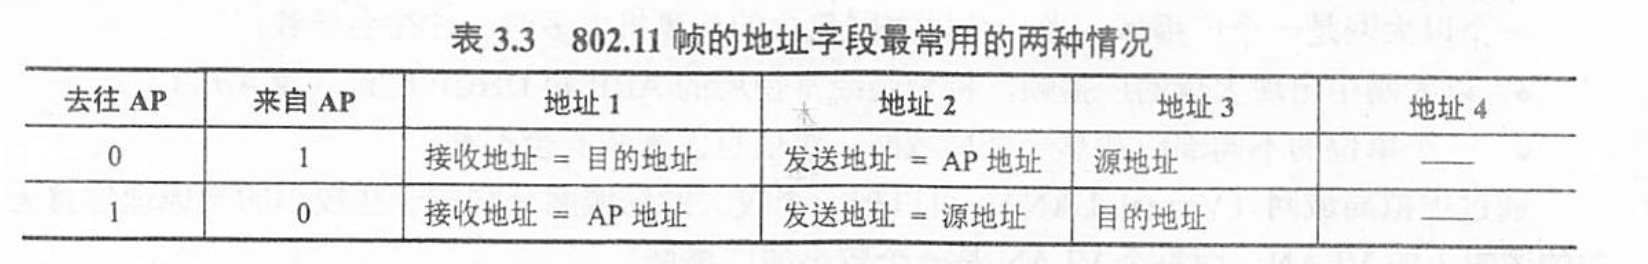 表 3.3 802.11 帧的地址字段最常用的两种情况
去往 AP 来自 AP 地址 1 地址 2 地址 3 地址 4
0 1 接收地址 = 目的地址 发送地址 = AP 地址 源地址 ——
1 0 接收地址 = AP 地址 发送地址 = 源地址 目的地址